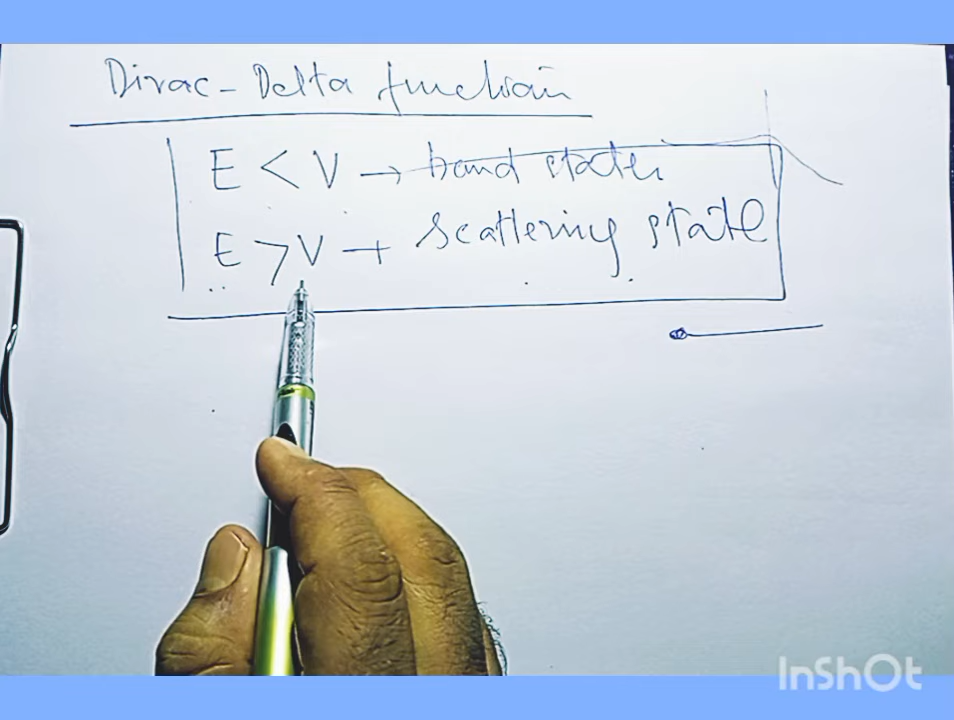 Dirac - Delta function
E < V → bound states
E > V → scattering state
InShOt